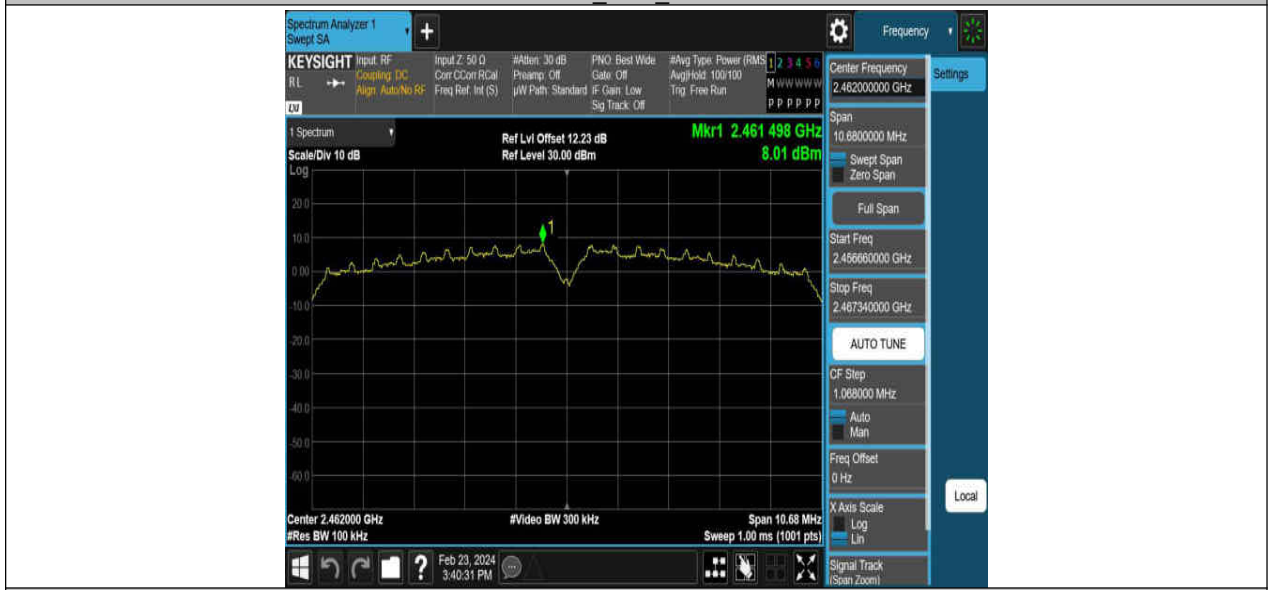 Spectrum Analyzer 1
Swept SA
+
Frequency
KEYSIGHT
RL
LXI
Input: RF
Coupling: DC
Align: Auto/No RF
Input Z: 50 Ω
Corr CCorr RCal
Freq Ref: Int (S)
#Atten: 30 dB
Preamp: Off
µW Path: Standard
PNO: Best Wide
Gate: Off
IF Gain: Low
Sig Track: Off
#Avg Type: Power (RMS
Avg|Hold: 100/100
Trig: Free Run
1 2 3 4 5 6
M W W W W W
P P P P P P
1 Spectrum
Scale/Div 10 dB
Log
Ref Lvl Offset 12.23 dB
Ref Level 30.00 dBm
Mkr1 2.461 498 GHz
8.01 dBm
20.0
10.0
0.00
-10.0
-20.0
-30.0
-40.0
-50.0
-60.0
1
Center 2.462000 GHz
#Res BW 100 kHz
#Video BW 300 kHz
Span 10.68 MHz
Sweep 1.00 ms (1001 pts)
Feb 23, 2024
3:40:31 PM
Center Frequency
2.462000000 GHz
Settings
Span
10.6800000 MHz
Swept Span
Zero Span
Full Span
Start Freq
2.456660000 GHz
Stop Freq
2.467340000 GHz
AUTO TUNE
CF Step
1.068000 MHz
Auto
Man
Freq Offset
0 Hz
X Axis Scale
Log
Lin
Local
Signal Track
(Span Zoom)